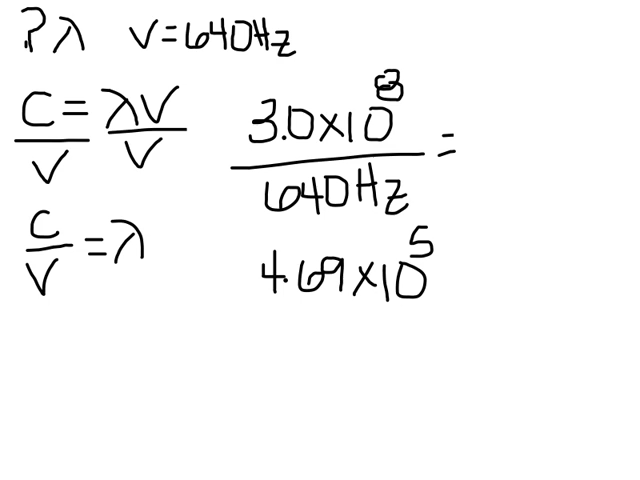 ? λ V = 640Hz
C = λV
V V
C
V = λ
3.0 x 10^8
640Hz =
4.69 x 10^5